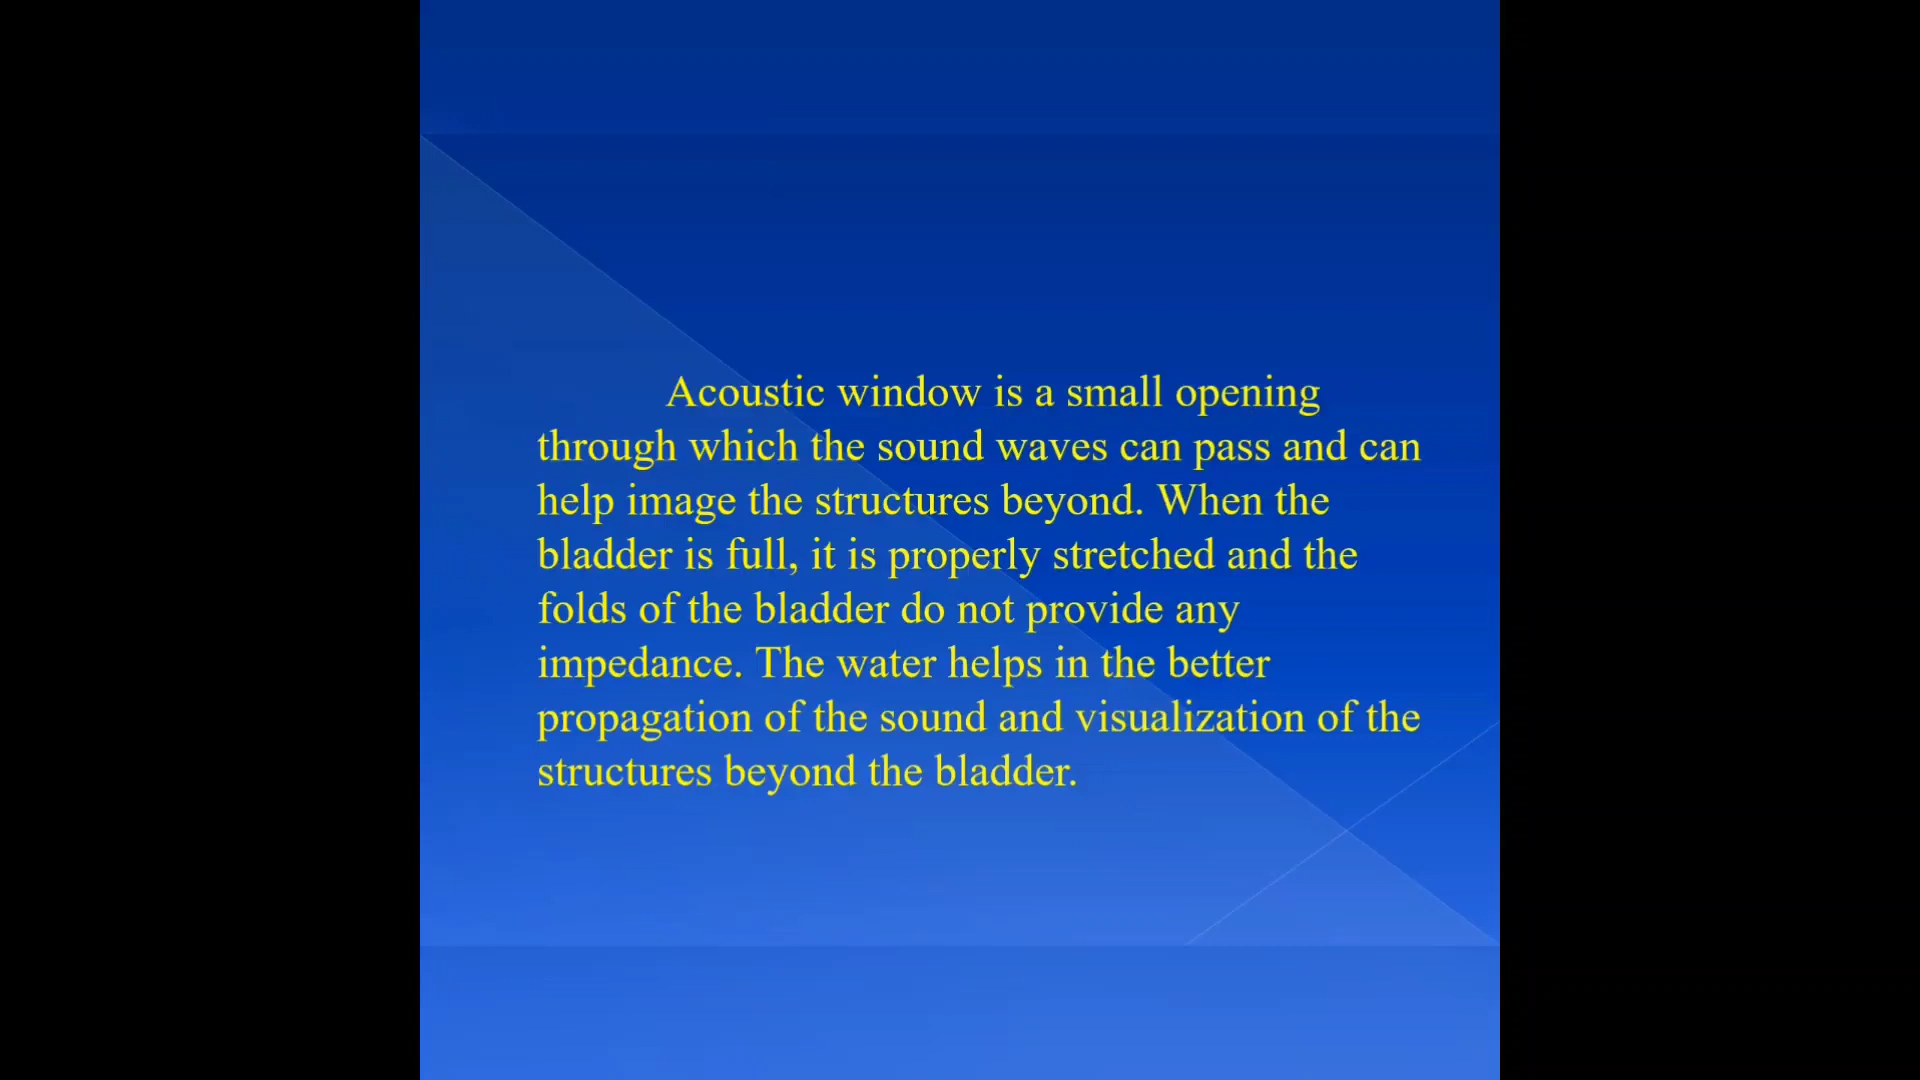 Acoustic window is a small opening
through which the sound waves can pass and can
help image the structures beyond. When the
bladder is full, it is properly stretched and the
folds of the bladder do not provide any
impedance. The water helps in the better
propagation of the sound and visualization of the
structures beyond the bladder.